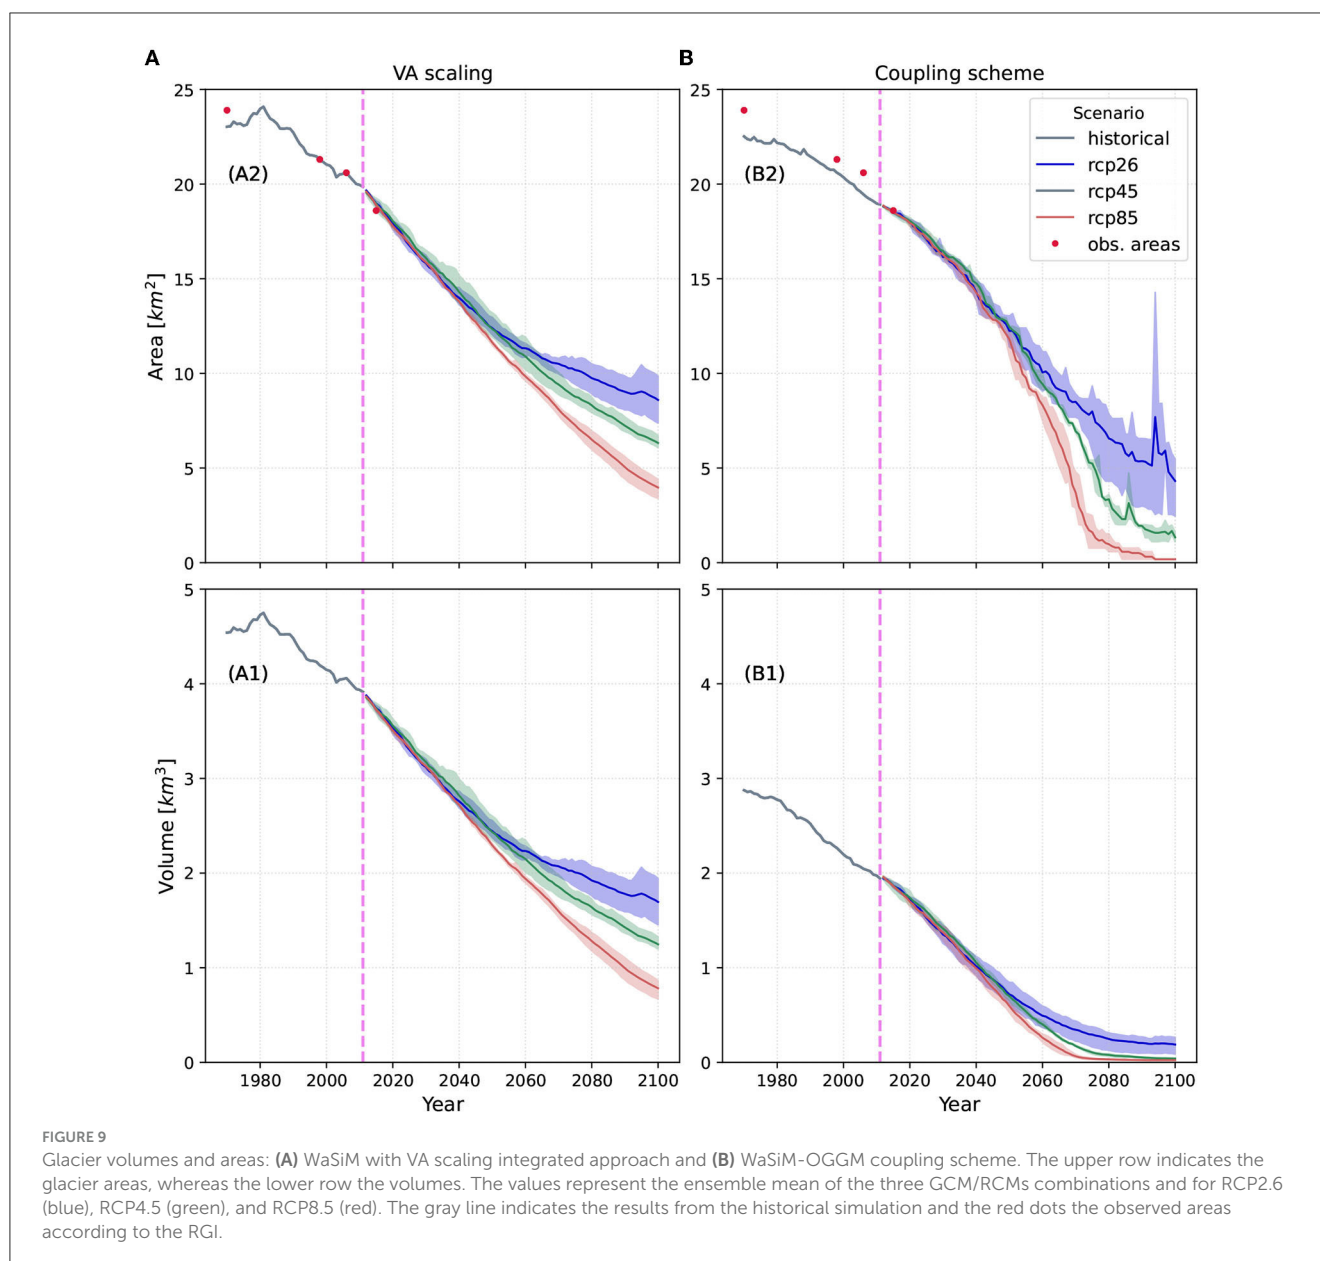 A
B
VA scaling
Coupling scheme
25
20
15
10
5
0
Area [km²]
(A2)
25
20
15
10
5
0
(B2)
Scenario
historical
rcp26
rcp45
rcp85
obs. areas
5
4
3
2
1
0
Volume [km³]
(A1)
1980 2000 2020 2040 2060 2080 2100
Year
5
4
3
2
1
0
(B1)
1980 2000 2020 2040 2060 2080 2100
Year
FIGURE 9
Glacier volumes and areas: (A) WaSiM with VA scaling integrated approach and (B) WaSiM-OGGM coupling scheme. The upper row indicates the
glacier areas, whereas the lower row the volumes. The values represent the ensemble mean of the three GCM/RCMs combinations and for RCP2.6
(blue), RCP4.5 (green), and RCP8.5 (red). The gray line indicates the results from the historical simulation and the red dots the observed areas
according to the RGI.